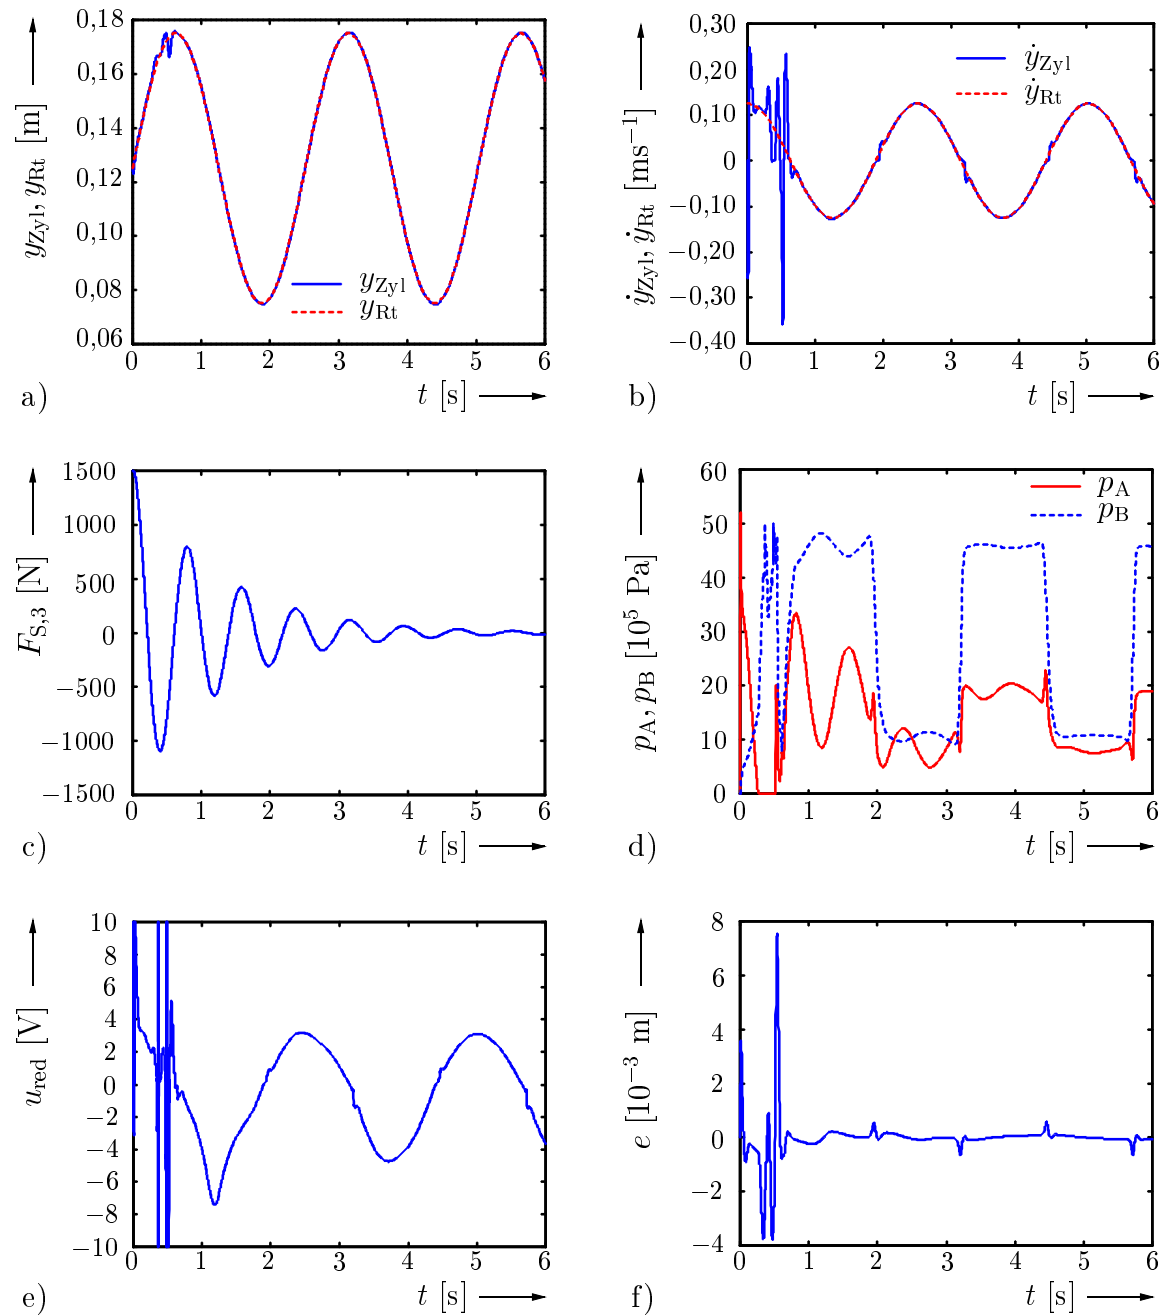 0,18
0,16
0,14
0,12
0,10
0,08
0,06
y_Zyl, y_Rt [m]
y_Zyl
y_Rt
0 1 2 3 4 5 6
t [s]
a)
0,30
0,20
0,10
0
−0,10
−0,20
−0,30
−0,40
ẏ_Zyl, ẏ_Rt [ms⁻¹]
ẏ_Zyl
ẏ_Rt
0 1 2 3 4 5 6
t [s]
b)
1500
1000
500
0
−500
−1000
−1500
F_S,3 [N]
0 1 2 3 4 5 6
t [s]
c)
60
50
40
30
20
10
0
p_A, p_B [10⁵ Pa]
p_A
p_B
0 1 2 3 4 5 6
t [s]
d)
10
8
6
4
2
0
−2
−4
−6
−8
−10
u_red [V]
0 1 2 3 4 5 6
t [s]
e)
8
6
4
2
0
−2
−4
e [10⁻³ m]
0 1 2 3 4 5 6
t [s]
f)